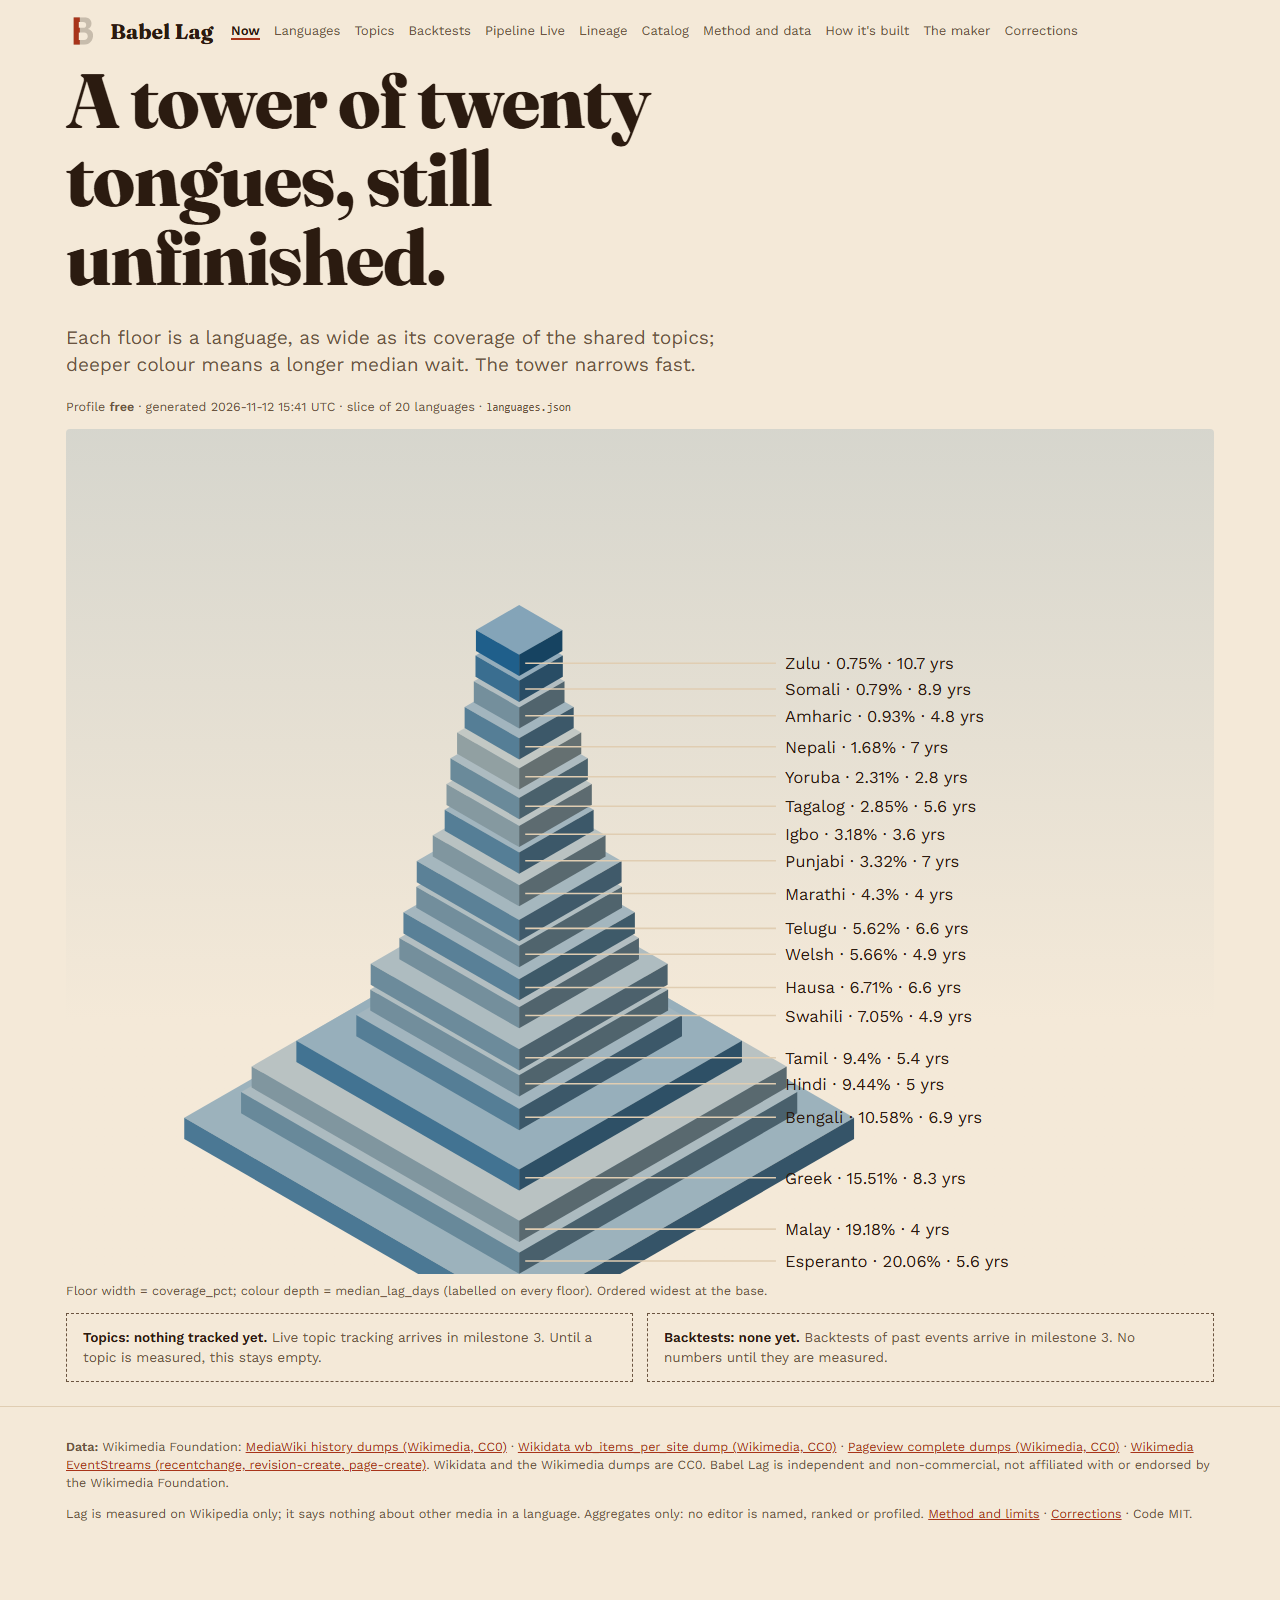 B Babel Lag Now Languages Topics Backtests Pipeline Live Lineage Catalog Method and data How it's built The maker Corrections
A tower of twenty
tongues, still
unfinished.
Each floor is a language, as wide as its coverage of the shared topics;
deeper colour means a longer median wait. The tower narrows fast.
Profile free · generated 2026-11-12 15:41 UTC · slice of 20 languages · languages.json
Zulu · 0.75% · 10.7 yrs
Somali · 0.79% · 8.9 yrs
Amharic · 0.93% · 4.8 yrs
Nepali · 1.68% · 7 yrs
Yoruba · 2.31% · 2.8 yrs
Tagalog · 2.85% · 5.6 yrs
Igbo · 3.18% · 3.6 yrs
Punjabi · 3.32% · 7 yrs
Marathi · 4.3% · 4 yrs
Telugu · 5.62% · 6.6 yrs
Welsh · 5.66% · 4.9 yrs
Hausa · 6.71% · 6.6 yrs
Swahili · 7.05% · 4.9 yrs
Tamil · 9.4% · 5.4 yrs
Hindi · 9.44% · 5 yrs
Bengali · 10.58% · 6.9 yrs
Greek · 15.51% · 8.3 yrs
Malay · 19.18% · 4 yrs
Esperanto · 20.06% · 5.6 yrs
Floor width = coverage_pct; colour depth = median_lag_days (labelled on every floor). Ordered widest at the base.
Topics: nothing tracked yet. Live topic tracking arrives in milestone 3. Until a
topic is measured, this stays empty.
Backtests: none yet. Backtests of past events arrive in milestone 3. No
numbers until they are measured.
Data: Wikimedia Foundation: MediaWiki history dumps (Wikimedia, CC0) · Wikidata wb_items_per_site dump (Wikimedia, CC0) · Pageview complete dumps (Wikimedia, CC0) · Wikimedia
EventStreams (recentchange, revision-create, page-create). Wikidata and the Wikimedia dumps are CC0. Babel Lag is independent and non-commercial, not affiliated with or endorsed by
the Wikimedia Foundation.
Lag is measured on Wikipedia only; it says nothing about other media in a language. Aggregates only: no editor is named, ranked or profiled. Method and limits · Corrections · Code MIT.